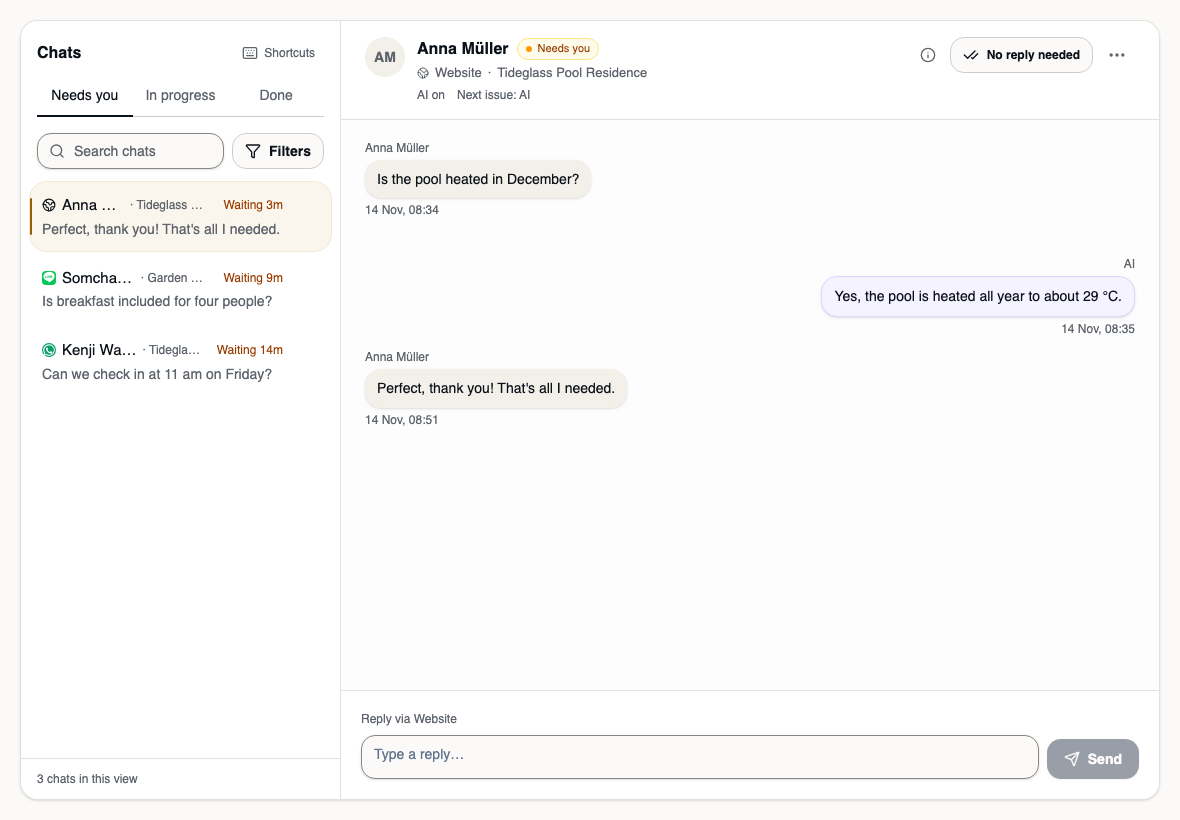 Chats
Shortcuts
Needs you
In progress
Done
Search chats
Filters
Anna … · Tideglass … Waiting 3m
Perfect, thank you! That's all I needed.
Somcha… · Garden … Waiting 9m
Is breakfast included for four people?
Kenji Wa… · Tidegla… Waiting 14m
Can we check in at 11 am on Friday?
3 chats in this view
AM
Anna Müller
Needs you
Website · Tideglass Pool Residence
AI on Next issue: AI
No reply needed
Anna Müller
Is the pool heated in December?
14 Nov, 08:34
AI
Yes, the pool is heated all year to about 29 °C.
14 Nov, 08:35
Anna Müller
Perfect, thank you! That's all I needed.
14 Nov, 08:51
Reply via Website
Type a reply…
Send